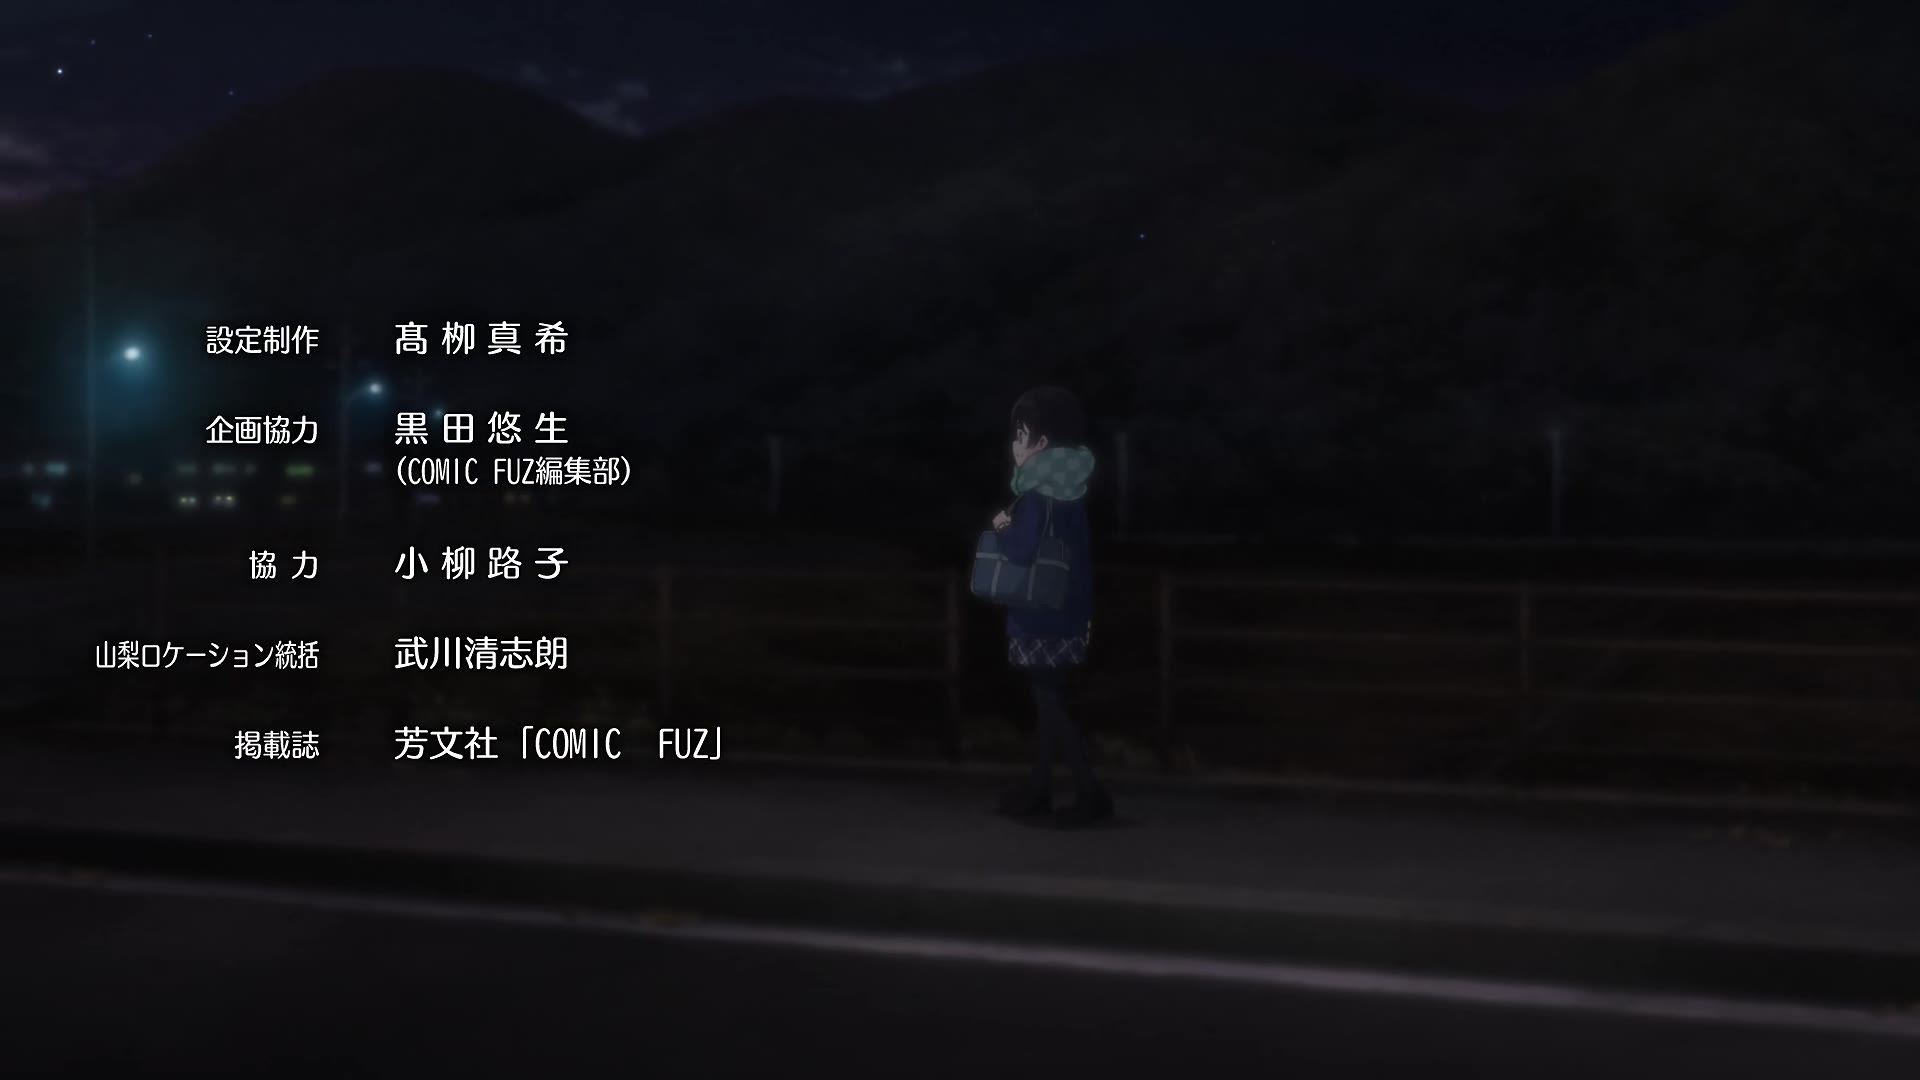 設定制作 髙柳真希
企画協力 黒田悠生
(COMIC FUZ編集部)
協力 小柳路子
山梨ロケーション統括 武川清志朗
掲載誌 芳文社「COMIC FUZ」